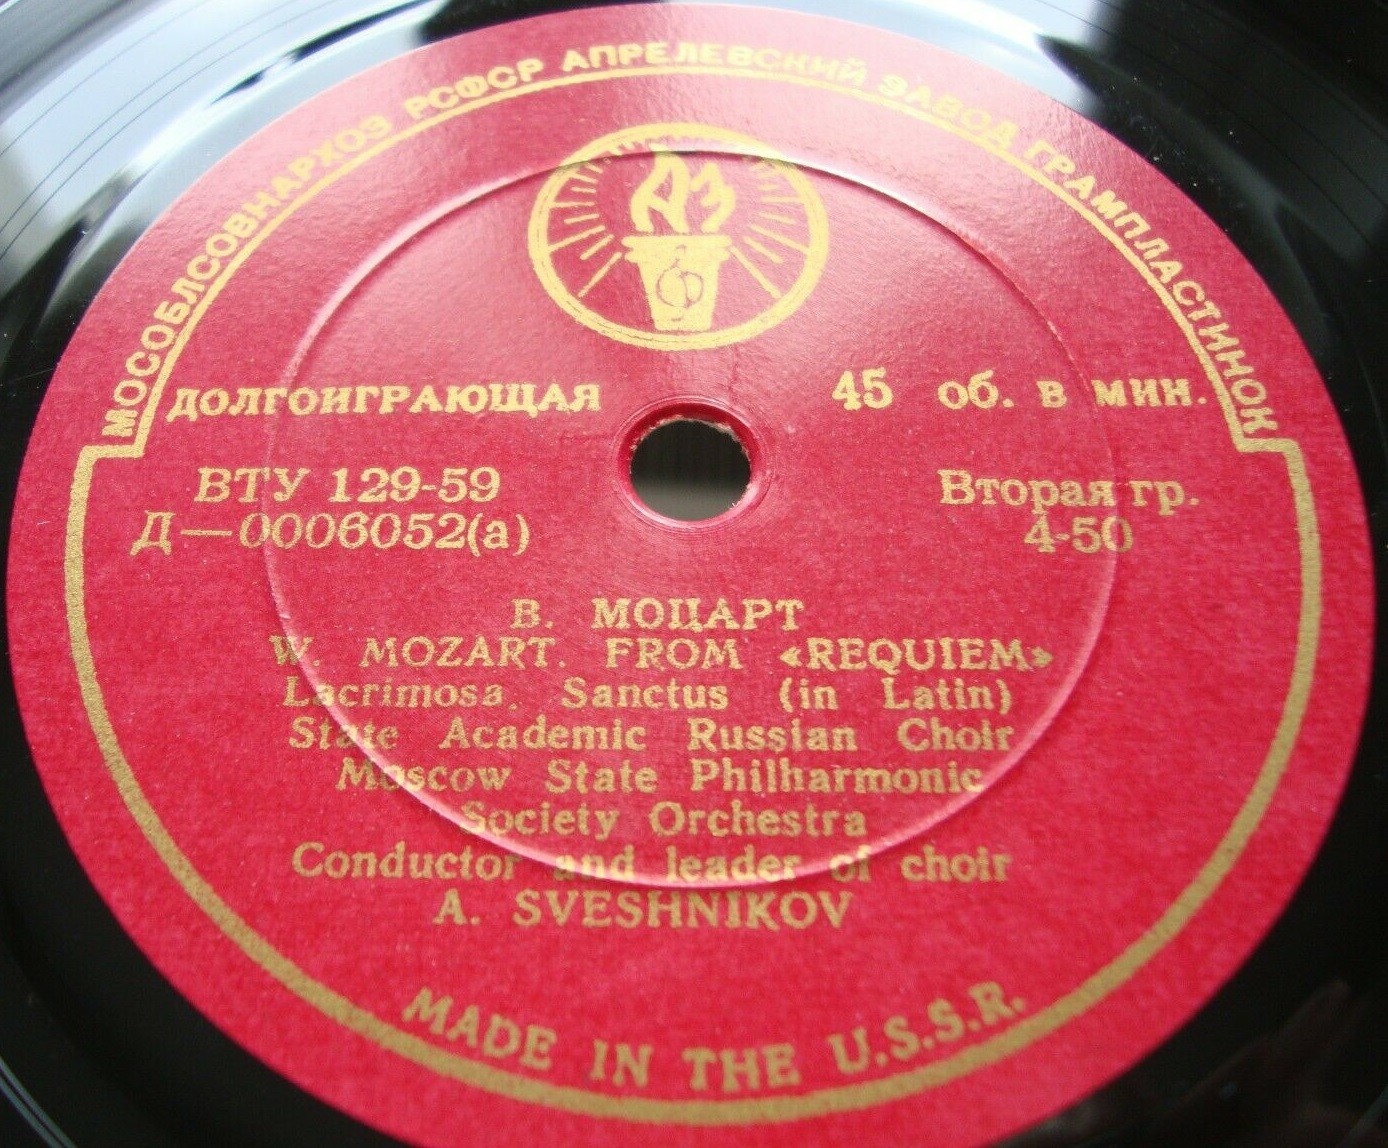 МОСОБЛСОВНАРХОЗ РСФСР АПРЕЛЕВСКИЙ ЗАВОД ГРАМПЛАСТИНОК
АЗ
ДОЛГОИГРАЮЩАЯ 45 об. в мин.
ВТУ 129-59 Вторая гр.
Д—0006052(а) 4-50
В. МОЦАРТ
W. MOZART. FROM «REQUIEM»
Lacrimosa. Sanctus (in Latin)
State Academic Russian Choir
Moscow State Philharmonic
Society Orchestra
Conductor and leader of choir
A. SVESHNIKOV
MADE IN THE U.S.S.R.